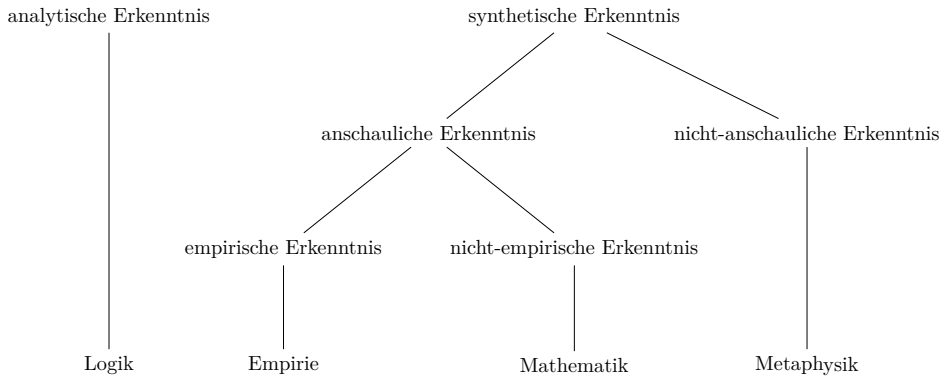 analytische Erkenntnis synthetische Erkenntnis
anschauliche Erkenntnis nicht-anschauliche Erkenntnis
empirische Erkenntnis nicht-empirische Erkenntnis
Logik Empirie Mathematik Metaphysik